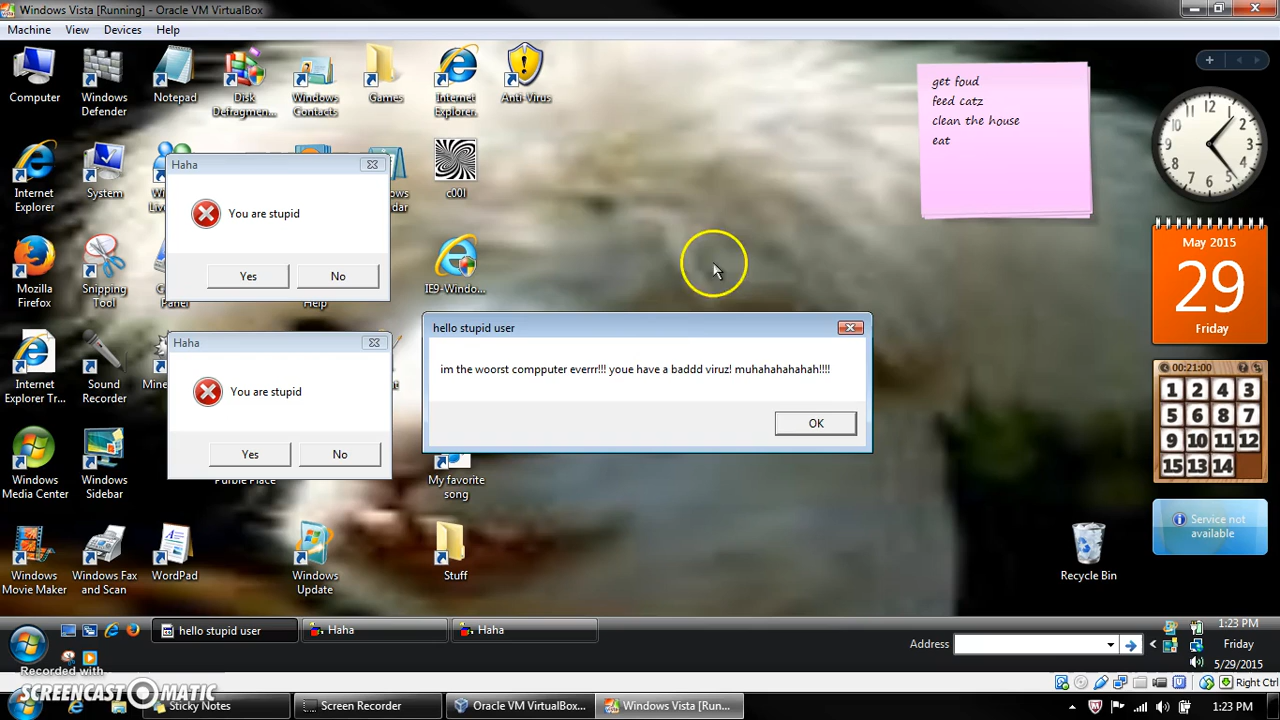 Windows Vista [Running] - Oracle VM VirtualBox
Machine View Devices Help
Computer
Windows Defender
Notepad
Disk Defragmen...
Windows Contacts
Games
Internet Explorer
Anti-Virus
get foud
feed catz
clean the house
eat
Internet Explorer
System
c00l
Haha
You are stupid
Yes No
Mozilla Firefox
Snipping Tool
Help
IE9-Windo...
May 2015
29
Friday
hello stupid user
im the woorst compputer everrr!!! youe have a baddd viruz! muhahahahahah!!!!
OK
Haha
You are stupid
Yes No
Internet Explorer Tr...
Sound Recorder
00:21:00
1 2 3 4
5 6 7 8
9 10 11 12
15 13 14
Windows Media Center
Windows Sidebar
Purble Place
My favorite song
Service not available
Windows Movie Maker
Windows Fax and Scan
WordPad
Windows Update
Stuff
Recycle Bin
hello stupid user
Haha
Haha
Address
1:23 PM
Friday
5/29/2015
Recorded with
SCREENCAST-O-MATIC
Right Ctrl
Sticky Notes
Screen Recorder
Oracle VM VirtualBox...
Windows Vista [Run...
1:23 PM